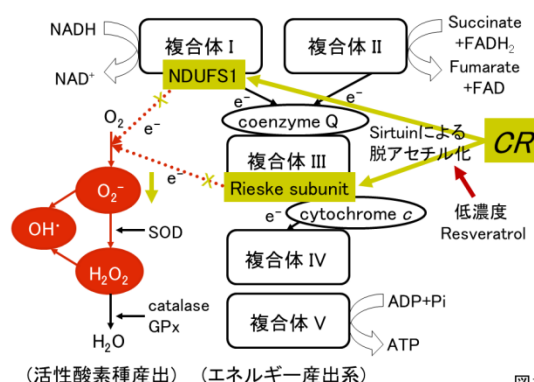 NADH
NAD⁺
複合体 I
NDUFS1
複合体 II
Succinate
+FADH₂
Fumarate
+FAD
e⁻
e⁻
coenzyme Q
O₂
e⁻
Sirtuinによる
脱アセチル化
CR
複合体 III
Rieske subunit
e⁻
O₂⁻
低濃度
Resveratrol
e⁻
cytochrome c
OH·
SOD
複合体 IV
H₂O₂
catalase
GPx
複合体 V
ADP+Pi
ATP
H₂O
(活性酸素種産出) (エネルギー産出系)